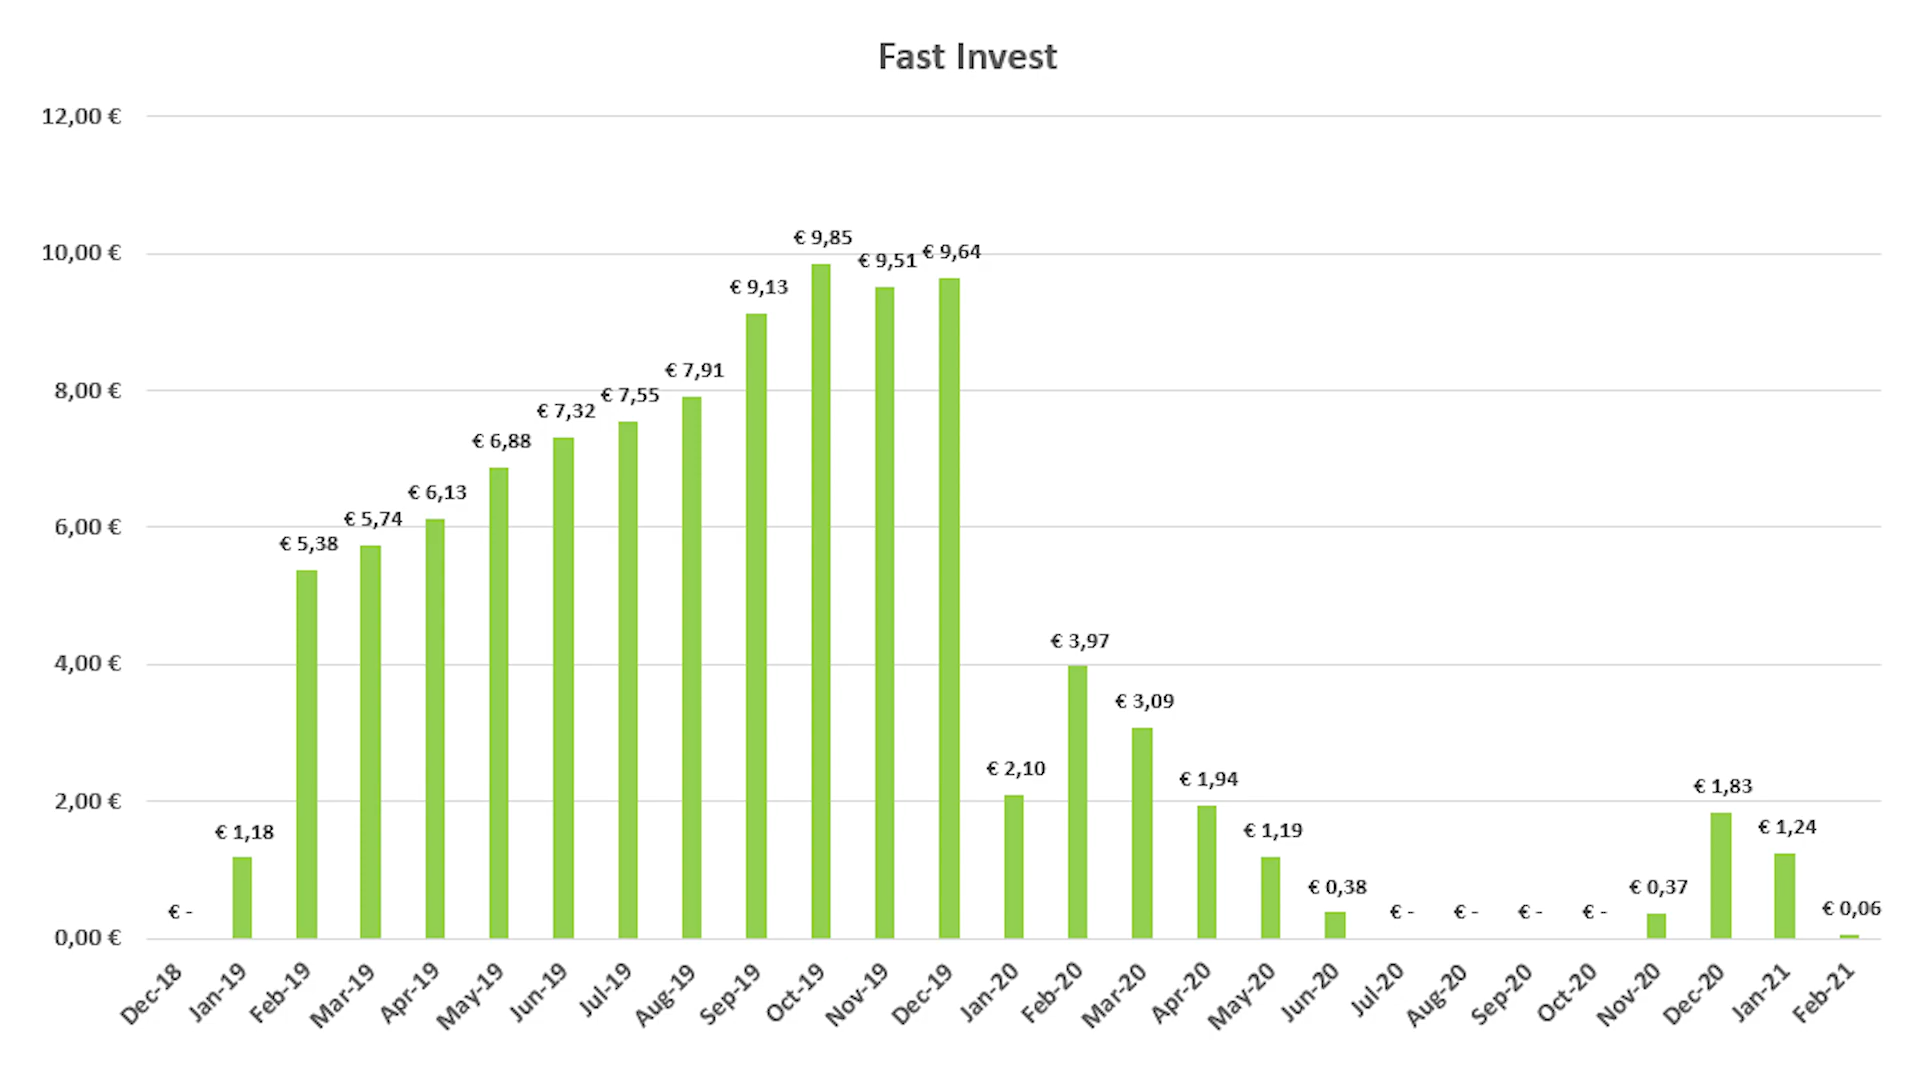 Fast Invest
12,00 €
10,00 €
8,00 €
6,00 €
4,00 €
2,00 €
0,00 €
€ -
€ 1,18
€ 5,38
€ 5,74
€ 6,13
€ 6,88
€ 7,32
€ 7,55
€ 7,91
€ 9,13
€ 9,85
€ 9,51
€ 9,64
€ 2,10
€ 3,97
€ 3,09
€ 1,94
€ 1,19
€ 0,38
€ -
€ -
€ -
€ -
€ 0,37
€ 1,83
€ 1,24
€ 0,06
Dec-18
Jan-19
Feb-19
Mar-19
Apr-19
May-19
Jun-19
Jul-19
Aug-19
Sep-19
Oct-19
Nov-19
Dec-19
Jan-20
Feb-20
Mar-20
Apr-20
May-20
Jun-20
Jul-20
Aug-20
Sep-20
Oct-20
Nov-20
Dec-20
Jan-21
Feb-21